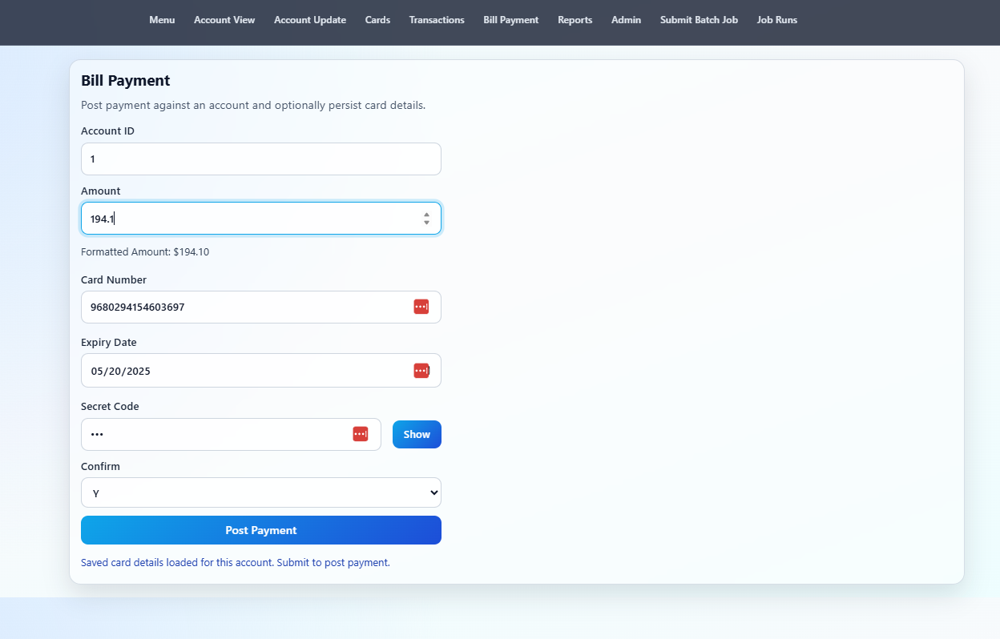 Menu Account View Account Update Cards Transactions Bill Payment Reports Admin Submit Batch Job Job Runs
Bill Payment
Post payment against an account and optionally persist card details.
Account ID
1
Amount
194.1
Formatted Amount: $194.10
Card Number
9680294154603697
Expiry Date
05/20/2025
Secret Code
•••
Show
Confirm
Y
Post Payment
Saved card details loaded for this account. Submit to post payment.